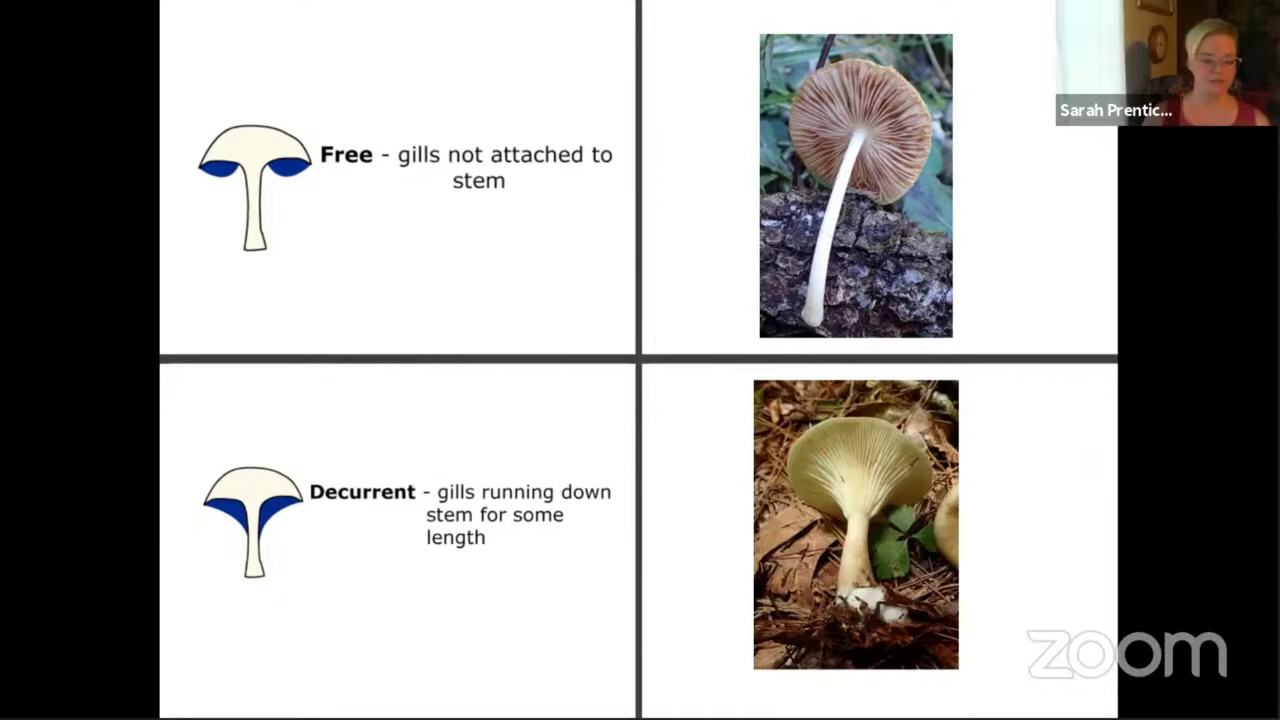 Sarah Prentic...
Free - gills not attached to
stem
Decurrent - gills running down
stem for some
length
zoom